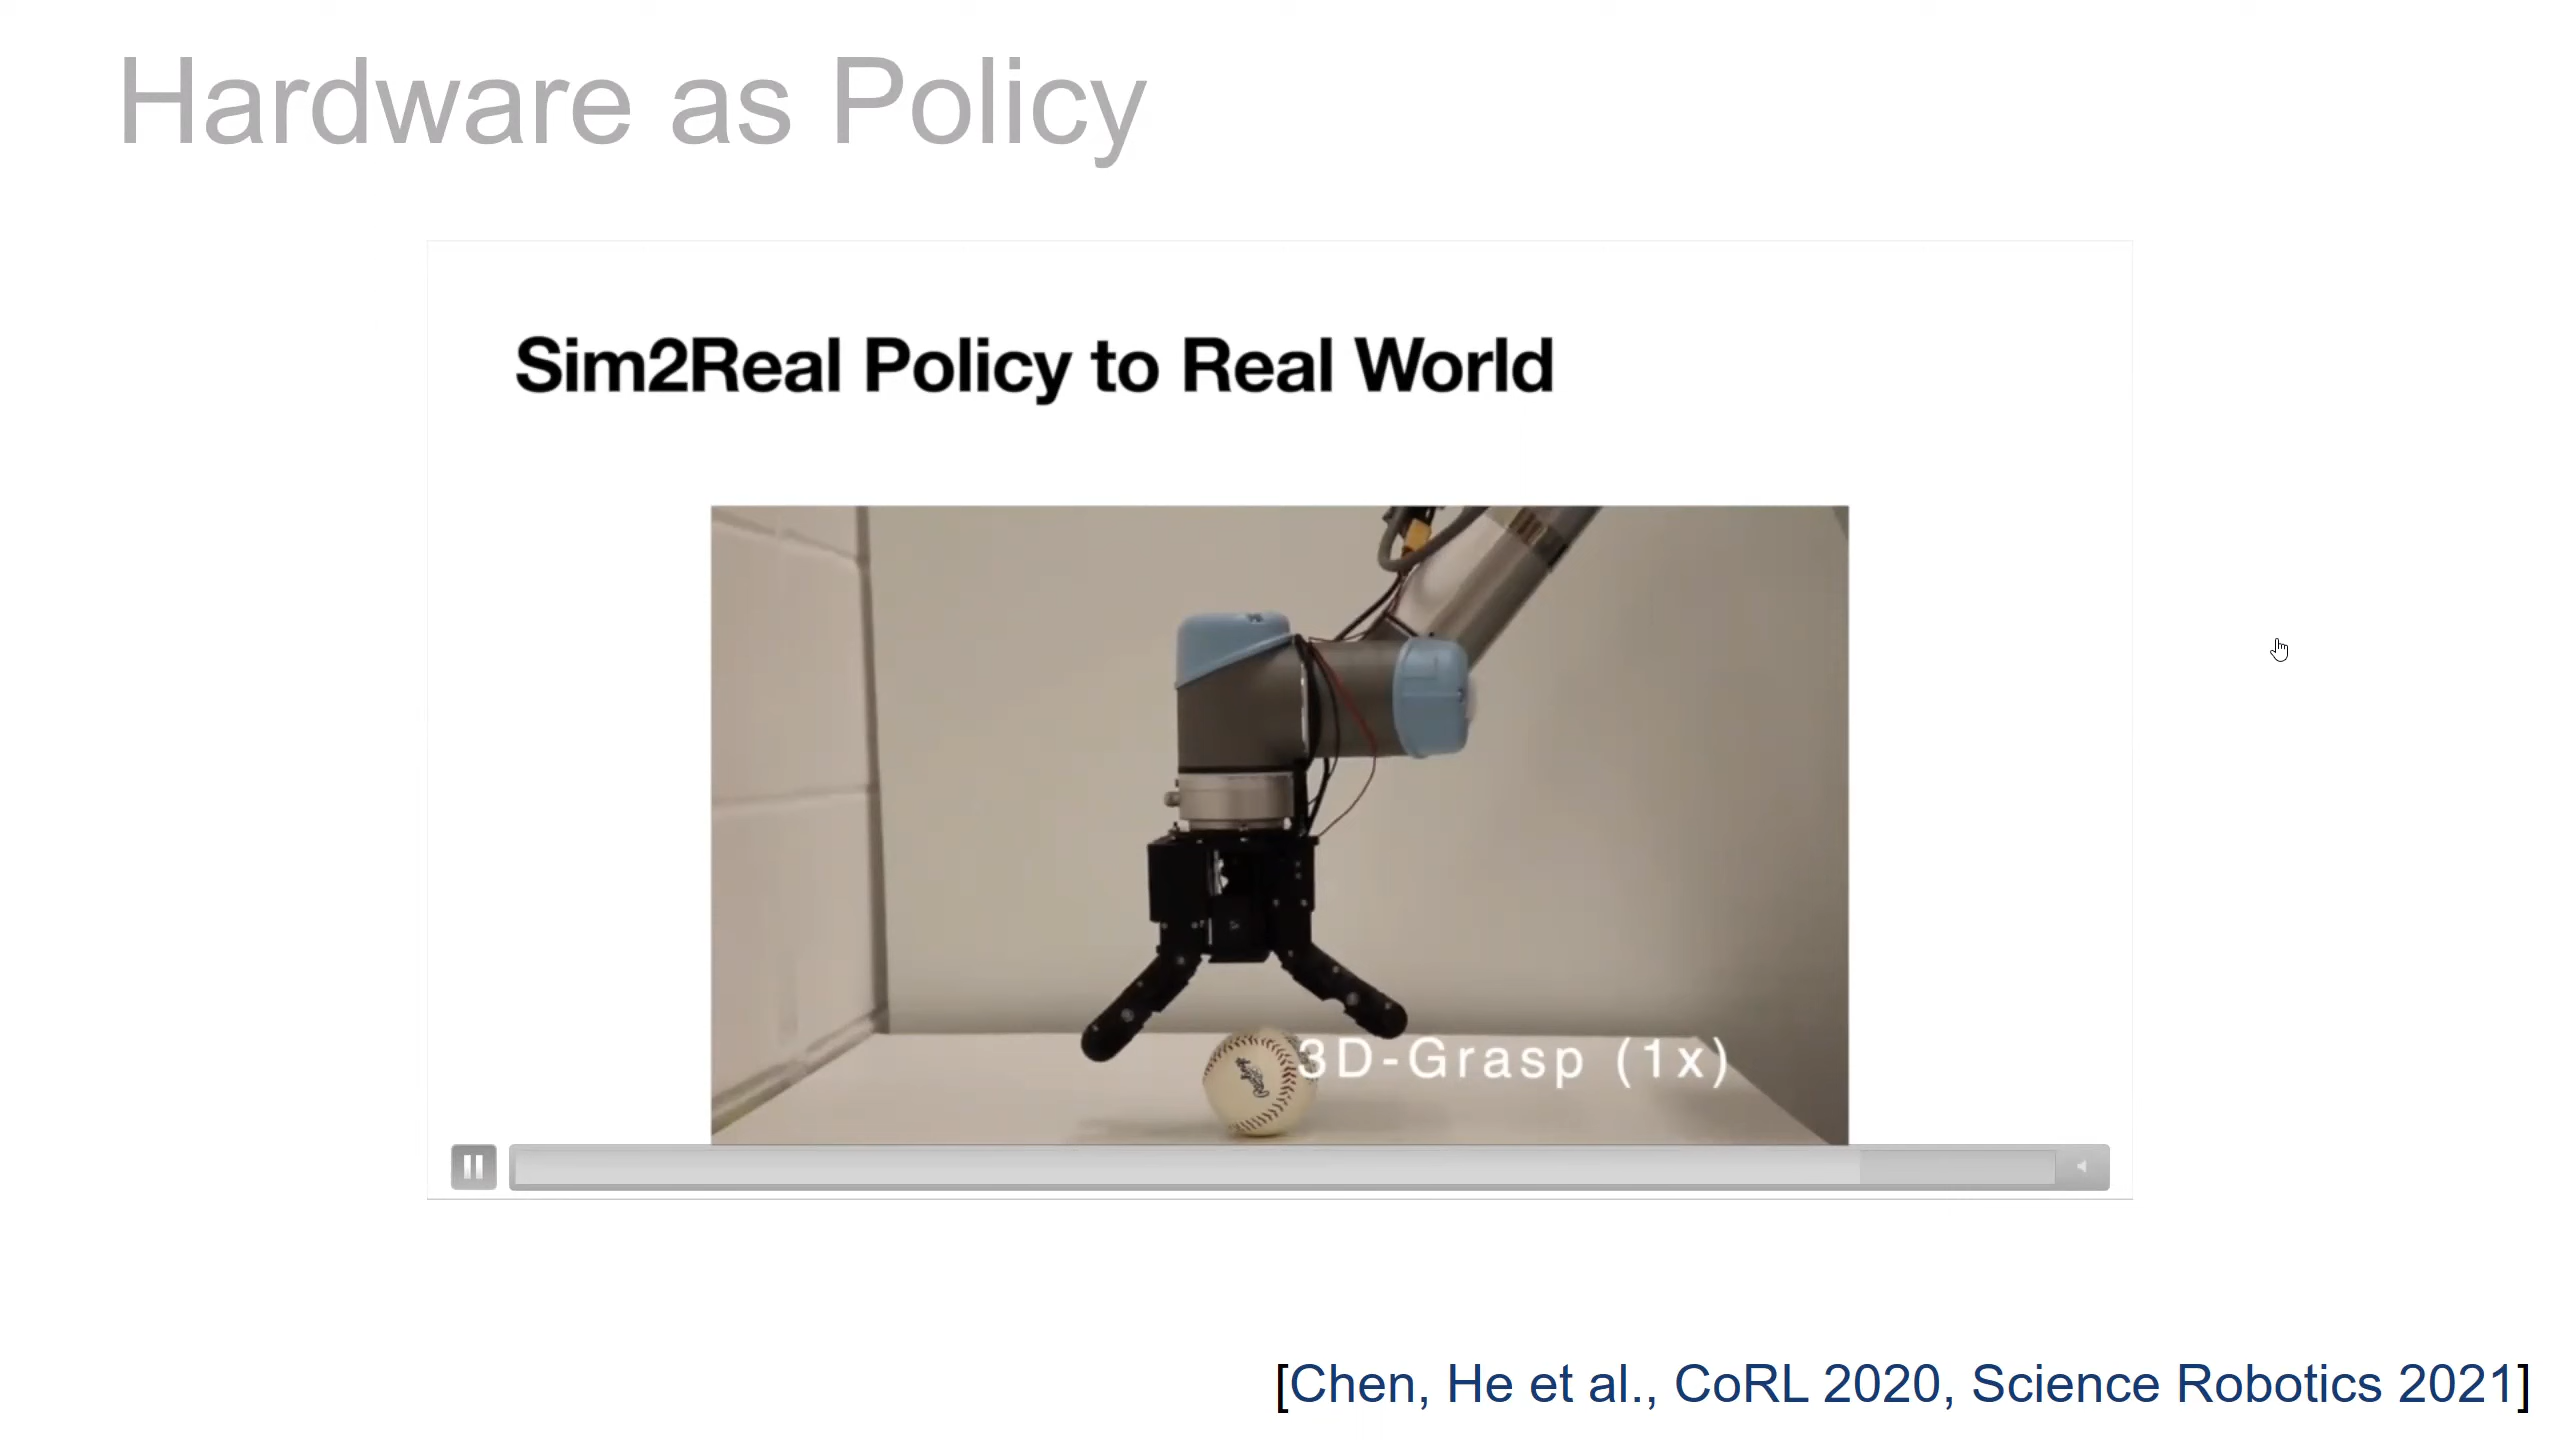 Hardware as Policy
Sim2Real Policy to Real World
3D-Grasp (1x)
[Chen, He et al., CoRL 2020, Science Robotics 2021]